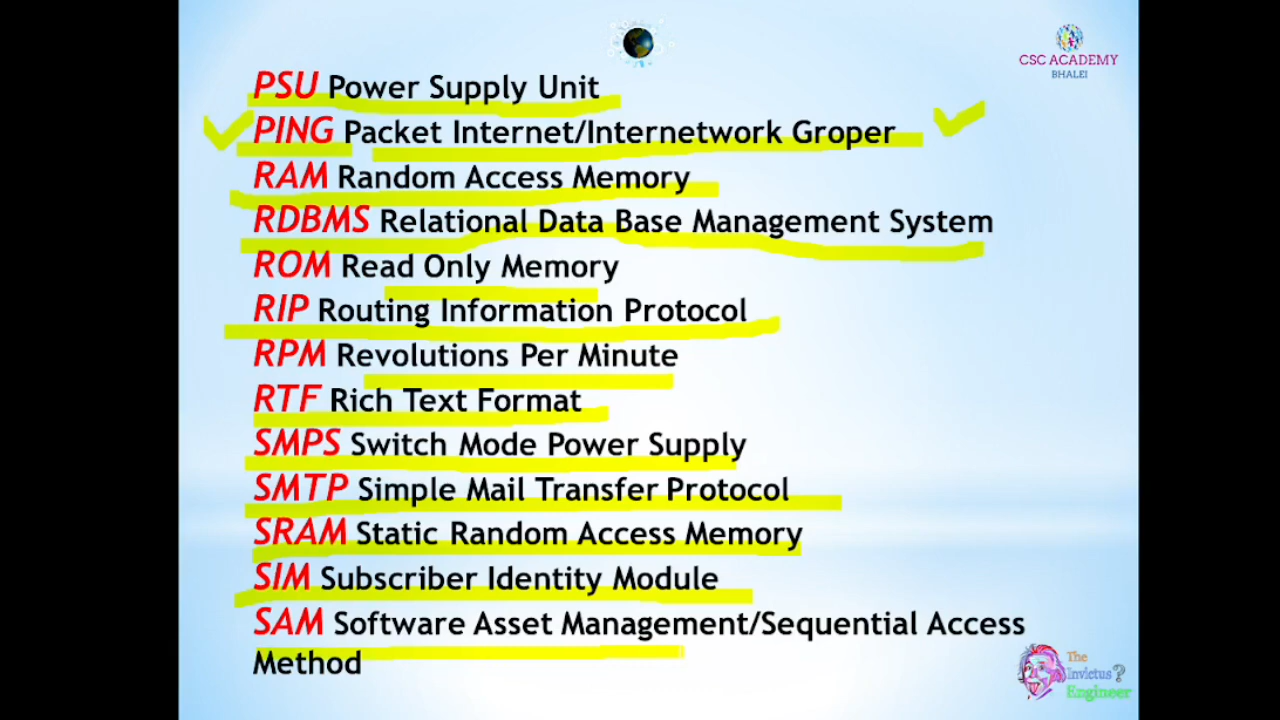 CSC ACADEMY
BHALEI
PSU Power Supply Unit
PING Packet Internet/Internetwork Groper
RAM Random Access Memory
RDBMS Relational Data Base Management System
ROM Read Only Memory
RIP Routing Information Protocol
RPM Revolutions Per Minute
RTF Rich Text Format
SMPS Switch Mode Power Supply
SMTP Simple Mail Transfer Protocol
SRAM Static Random Access Memory
SIM Subscriber Identity Module
SAM Software Asset Management/Sequential Access
Method
The
Invictus?
Engineer